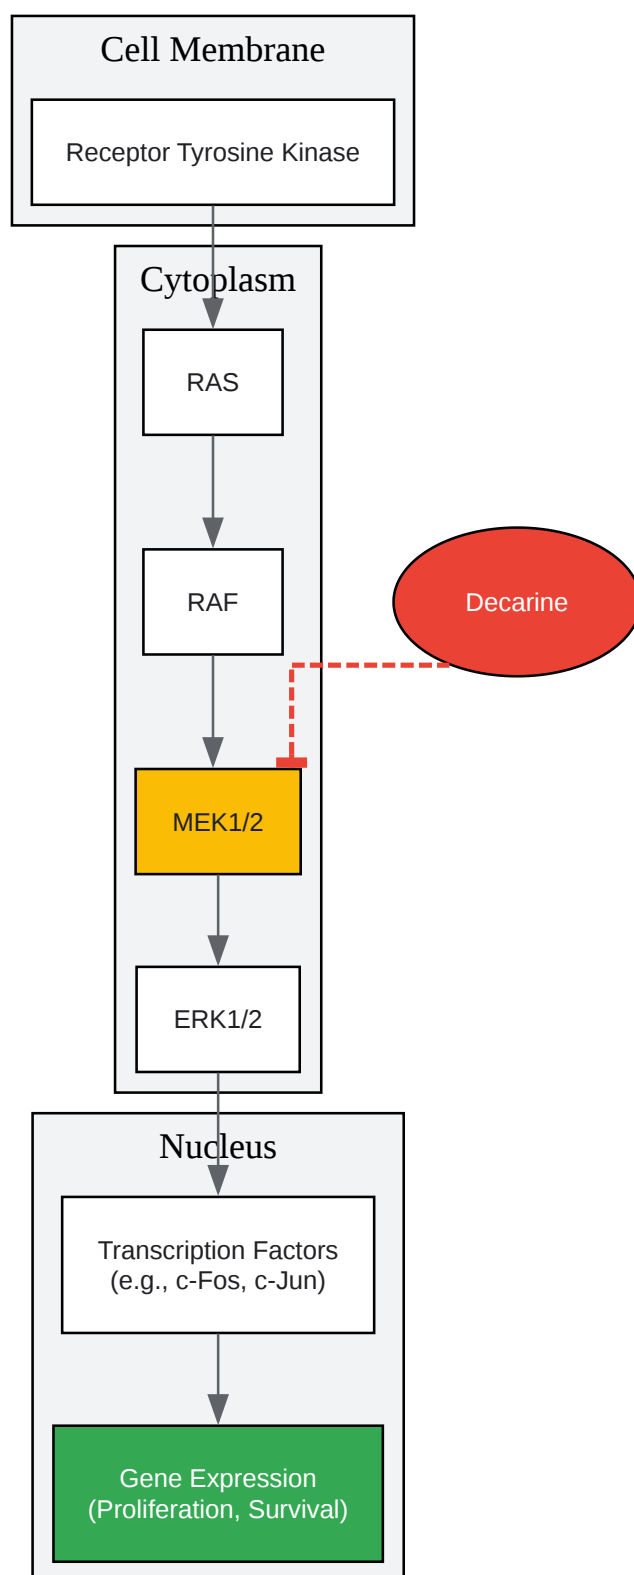 Cell Membrane
Receptor Tyrosine Kinase
Cytoplasm
RAS
RAF
Decarine
MEK1/2
ERK1/2
Nucleus
Transcription Factors
(e.g., c-Fos, c-Jun)
Gene Expression
(Proliferation, Survival)